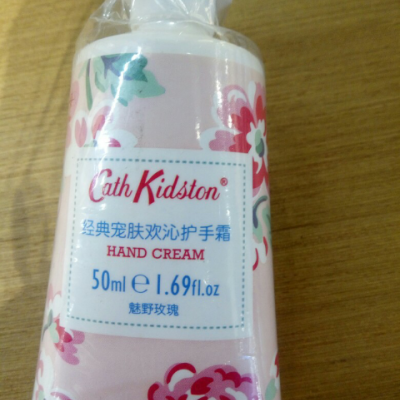 Cath Kidston®
经典宠肤欢沁护手霜
HAND CREAM
50ml e 1.69fl.oz
魅野玫瑰